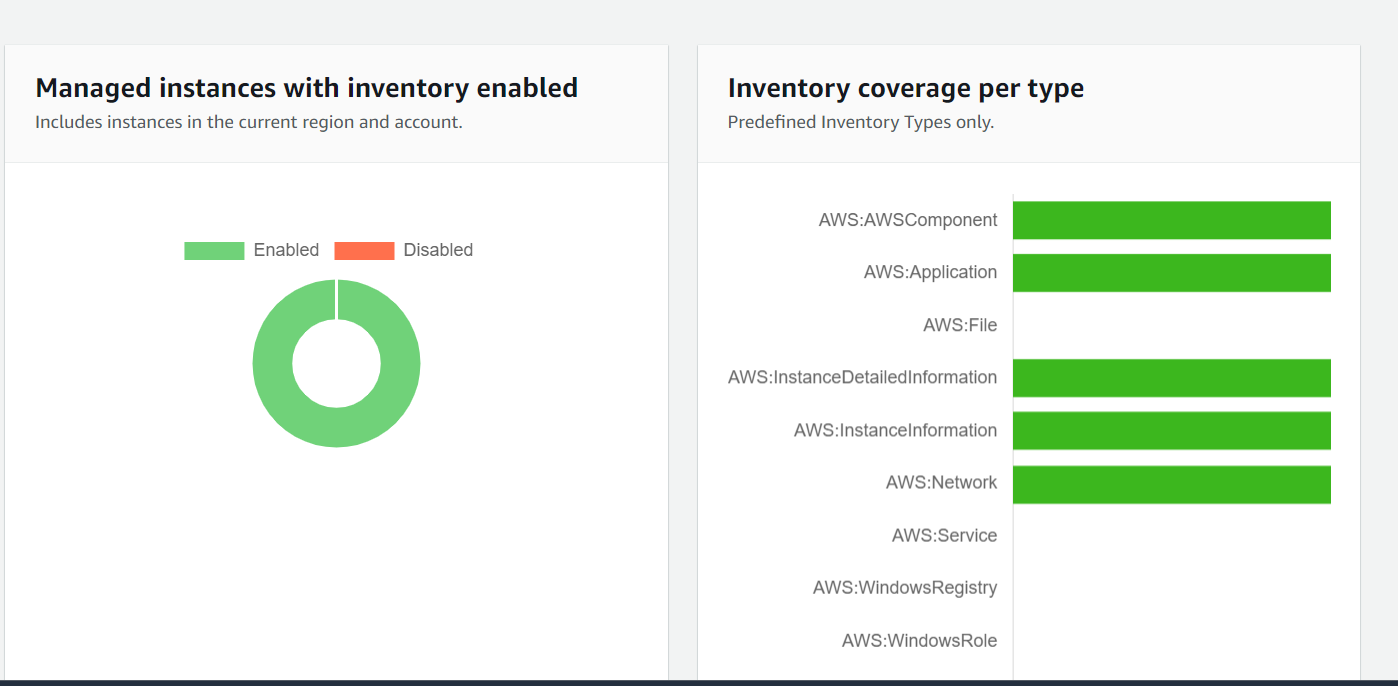 Managed instances with inventory enabled
Includes instances in the current region and account.
Enabled
Disabled
Inventory coverage per type
Predefined Inventory Types only.
AWS:AWSComponent
AWS:Application
AWS:File
AWS:InstanceDetailedInformation
AWS:InstanceInformation
AWS:Network
AWS:Service
AWS:WindowsRegistry
AWS:WindowsRole